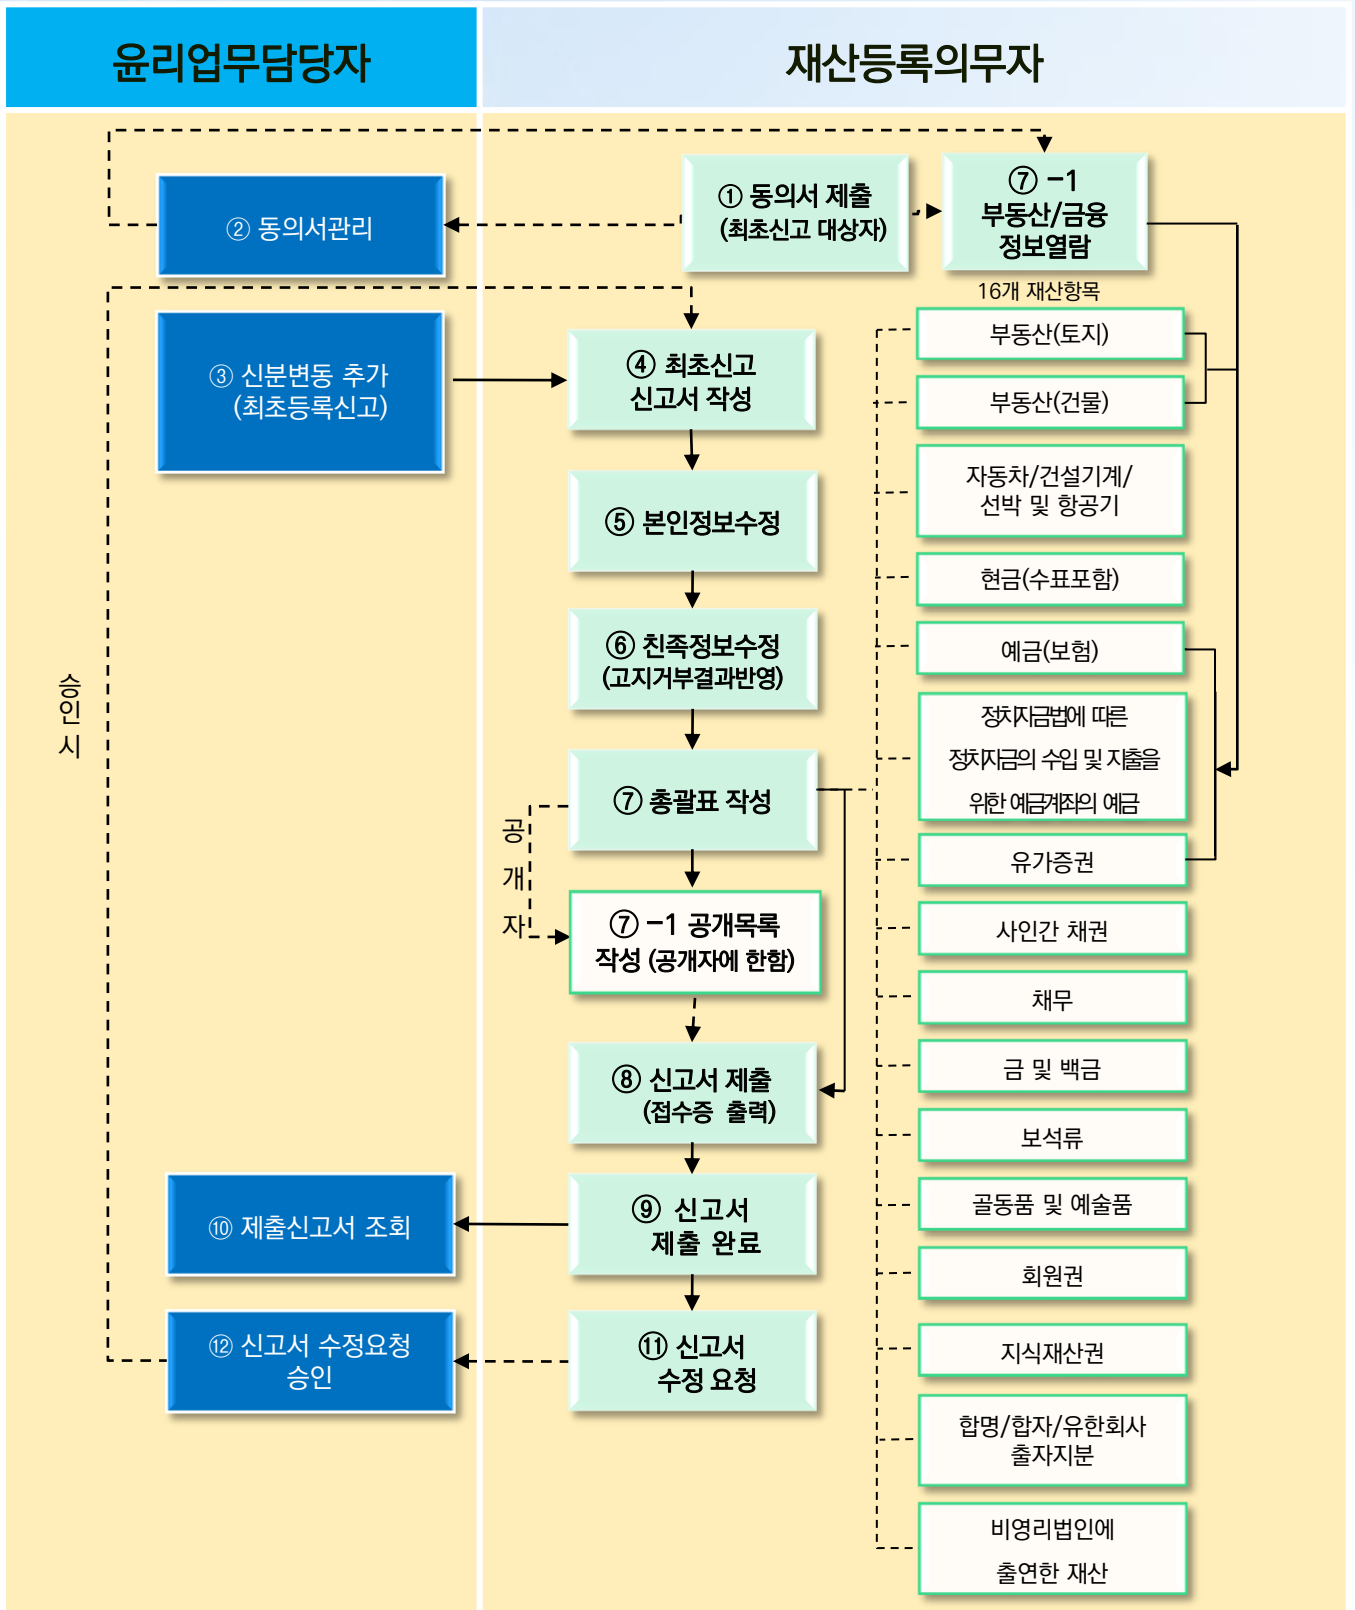 윤리업무담당자
재산등록의무자
① 동의서 제출
(최초신고 대상자)
⑦ -1
부동산/금융
정보열람
② 동의서관리
16개 재산항목
③ 신분변동 추가
(최초등록신고)
④ 최초신고
신고서 작성
⑤ 본인정보수정
⑥ 친족정보수정
(고지거부결과반영)
⑦ 총괄표 작성
공
개
자
⑦ -1 공개목록
작성 (공개자에 한함)
⑧ 신고서 제출
(접수증 출력)
⑨ 신고서
제출 완료
⑩ 제출신고서 조회
⑪ 신고서
수정 요청
⑫ 신고서 수정요청
승인
승
인
시
부동산(토지)
부동산(건물)
자동차/건설기계/
선박 및 항공기
현금(수표포함)
예금(보험)
정치자금법에 따른
정치자금의 수입 및 지출을
위한 예금계좌의 예금
유가증권
사인간 채권
채무
금 및 백금
보석류
골동품 및 예술품
회원권
지식재산권
합명/합자/유한회사
출자지분
비영리법인에
출연한 재산